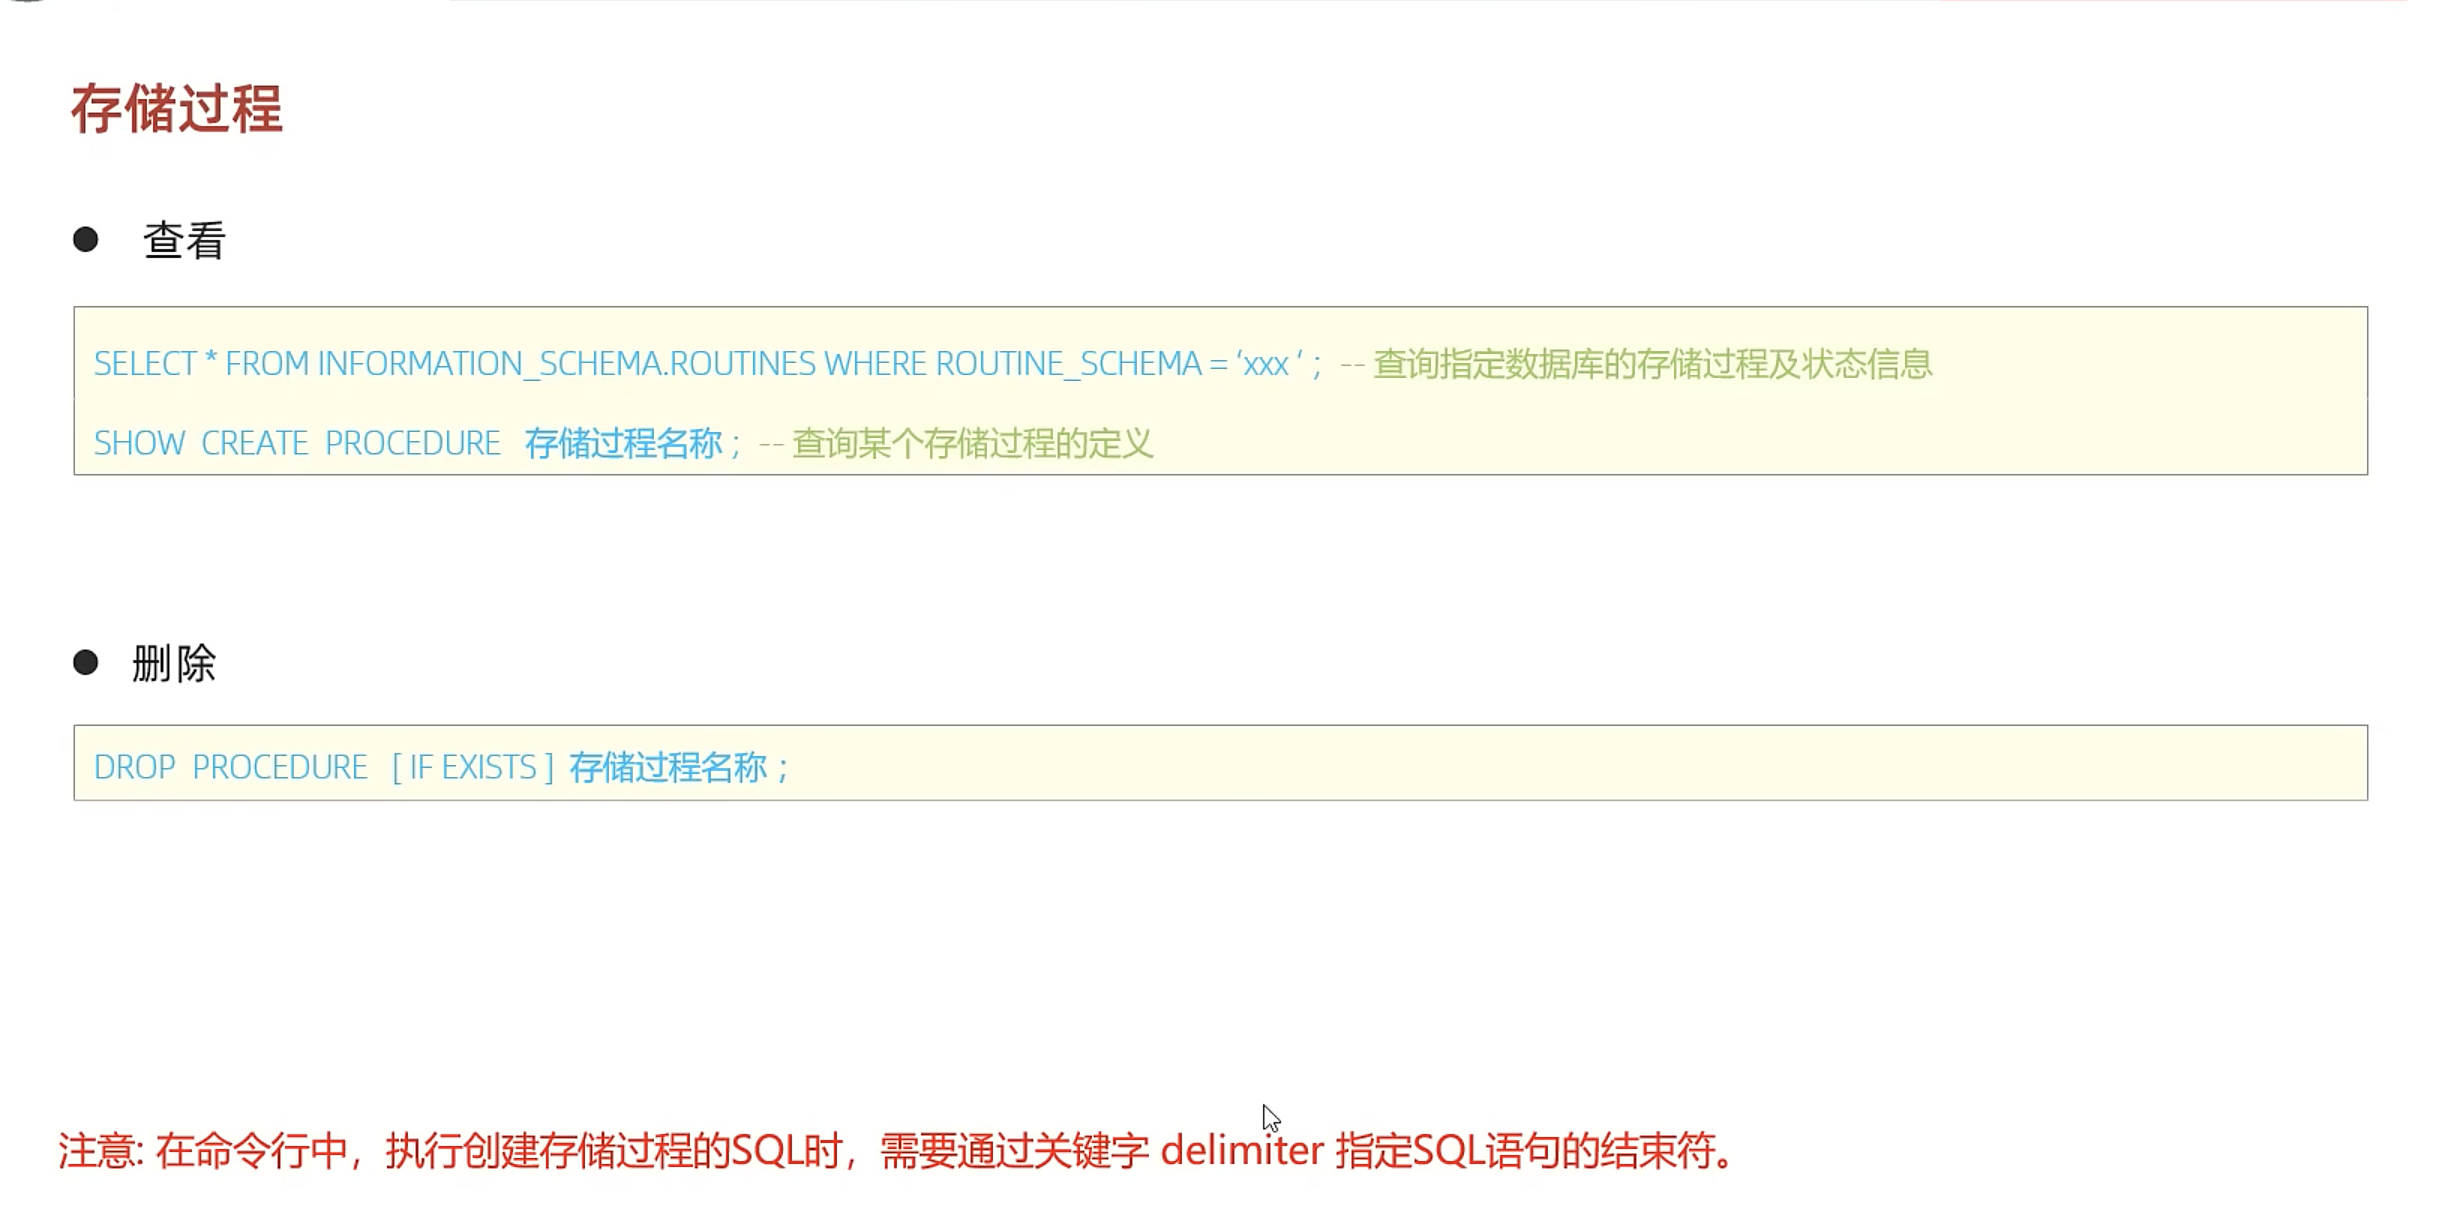 存储过程
● 查看
SELECT * FROM INFORMATION_SCHEMA.ROUTINES WHERE ROUTINE_SCHEMA = ‘xxx ‘ ; -- 查询指定数据库的存储过程及状态信息
SHOW CREATE PROCEDURE 存储过程名称 ; -- 查询某个存储过程的定义
● 删除
DROP PROCEDURE [ IF EXISTS ] 存储过程名称 ;
注意: 在命令行中，执行创建存储过程的SQL时，需要通过关键字 delimiter 指定SQL语句的结束符。